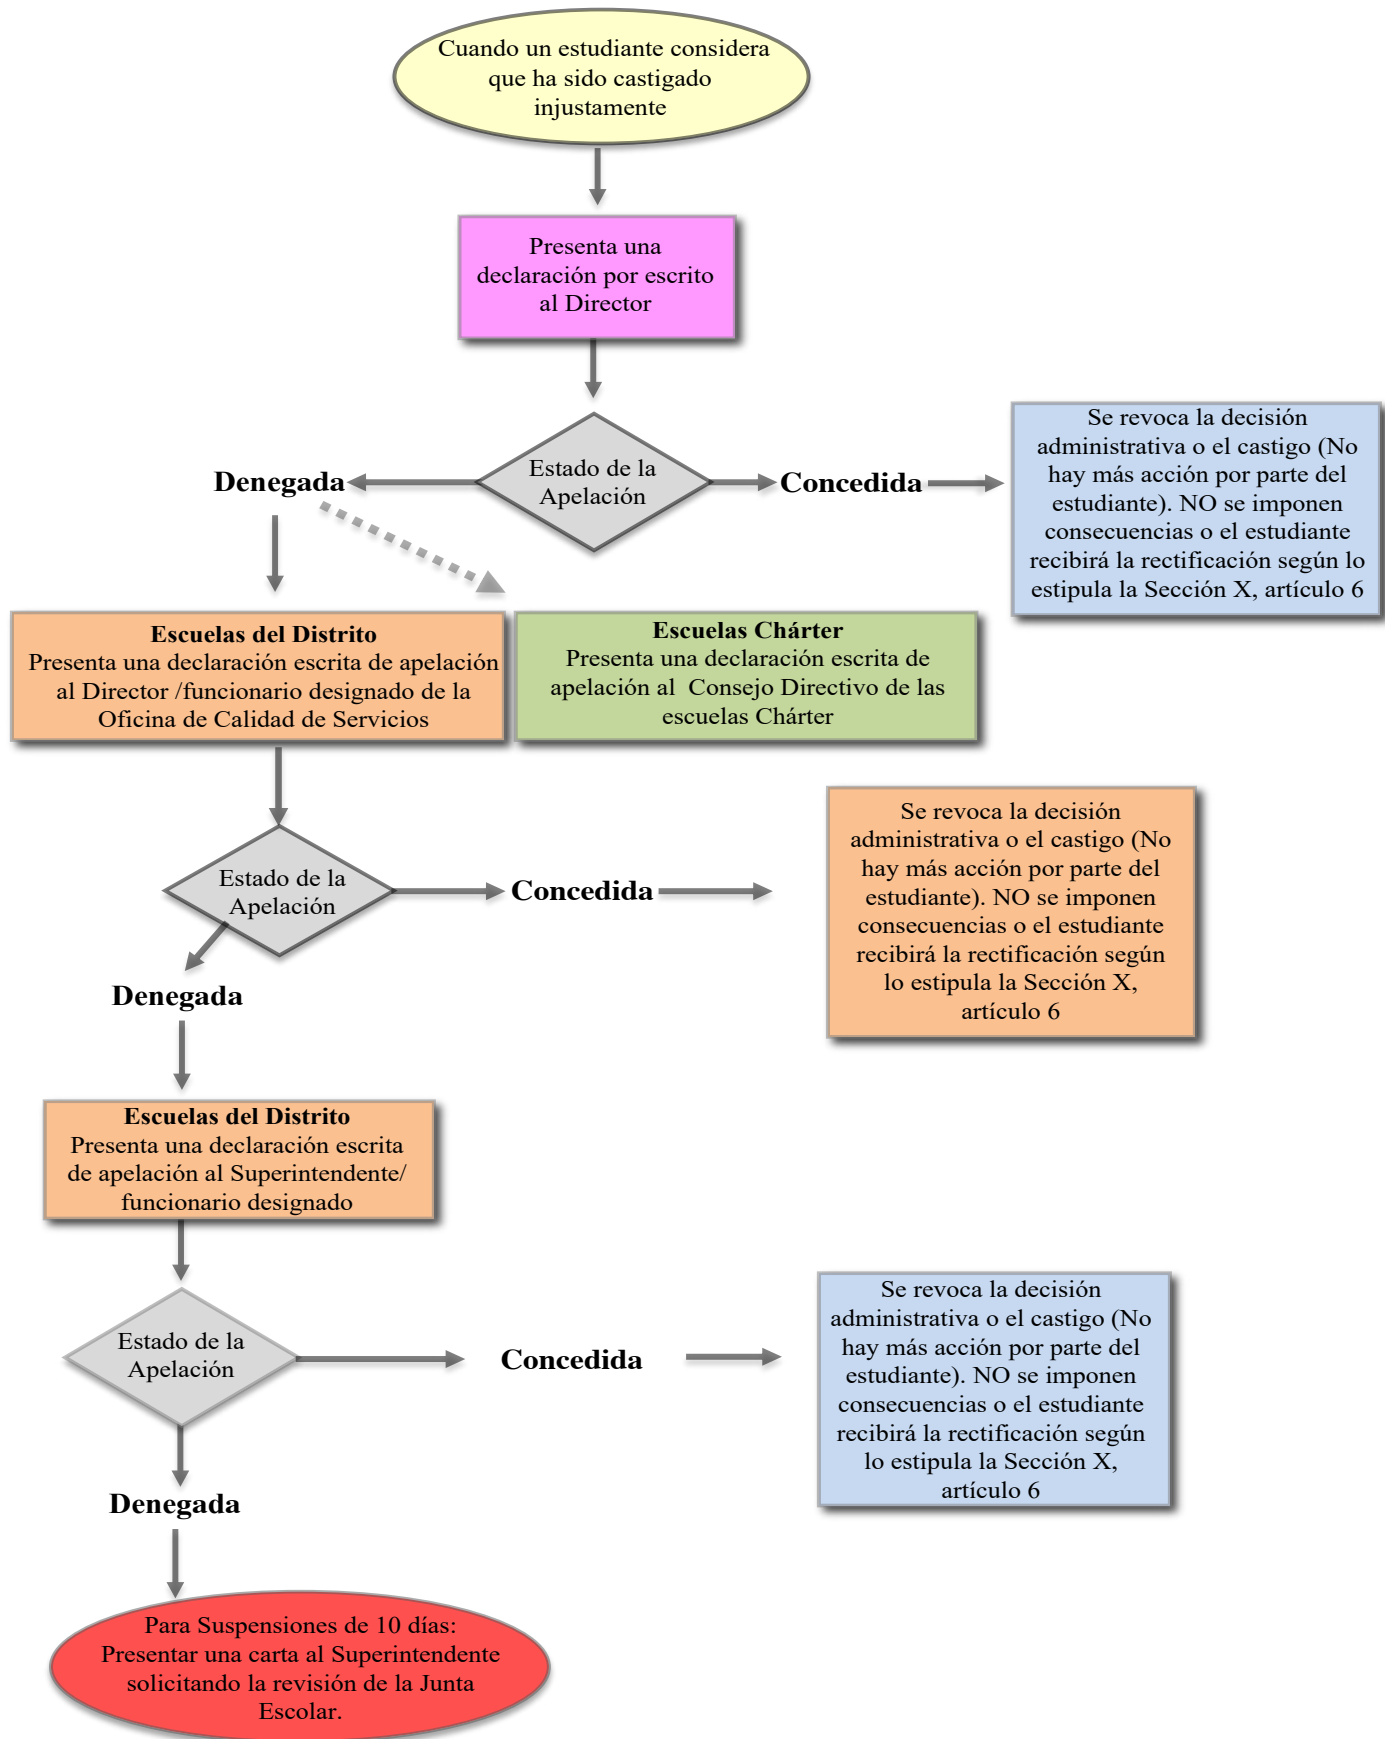 Cuando un estudiante considera
que ha sido castigado
injustamente
Presenta una
declaración por escrito
al Director
Estado de la
Apelación
Denegada
Concedida
Se revoca la decisión
administrativa o el castigo (No
hay más acción por parte del
estudiante). NO se imponen
consecuencias o el estudiante
recibirá la rectificación según lo
estipula la Sección X, artículo 6
Escuelas del Distrito
Presenta una declaración escrita de apelación
al Director /funcionario designado de la
Oficina de Calidad de Servicios
Escuelas Chárter
Presenta una declaración escrita de
apelación al  Consejo Directivo de las
escuelas Chárter
Estado de la
Apelación
Concedida
Se revoca la decisión
administrativa o el castigo (No
hay más acción por parte del
estudiante). NO se imponen
consecuencias o el estudiante
recibirá la rectificación según
lo estipula la Sección X,
artículo 6
Denegada
Escuelas del Distrito
Presenta una declaración escrita
de apelación al Superintendente/
funcionario designado
Estado de la
Apelación
Concedida
Se revoca la decisión
administrativa o el castigo (No
hay más acción por parte del
estudiante). NO se imponen
consecuencias o el estudiante
recibirá la rectificación según
lo estipula la Sección X,
artículo 6
Denegada
Para Suspensiones de 10 días:
Presentar una carta al Superintendente
solicitando la revisión de la Junta
Escolar.